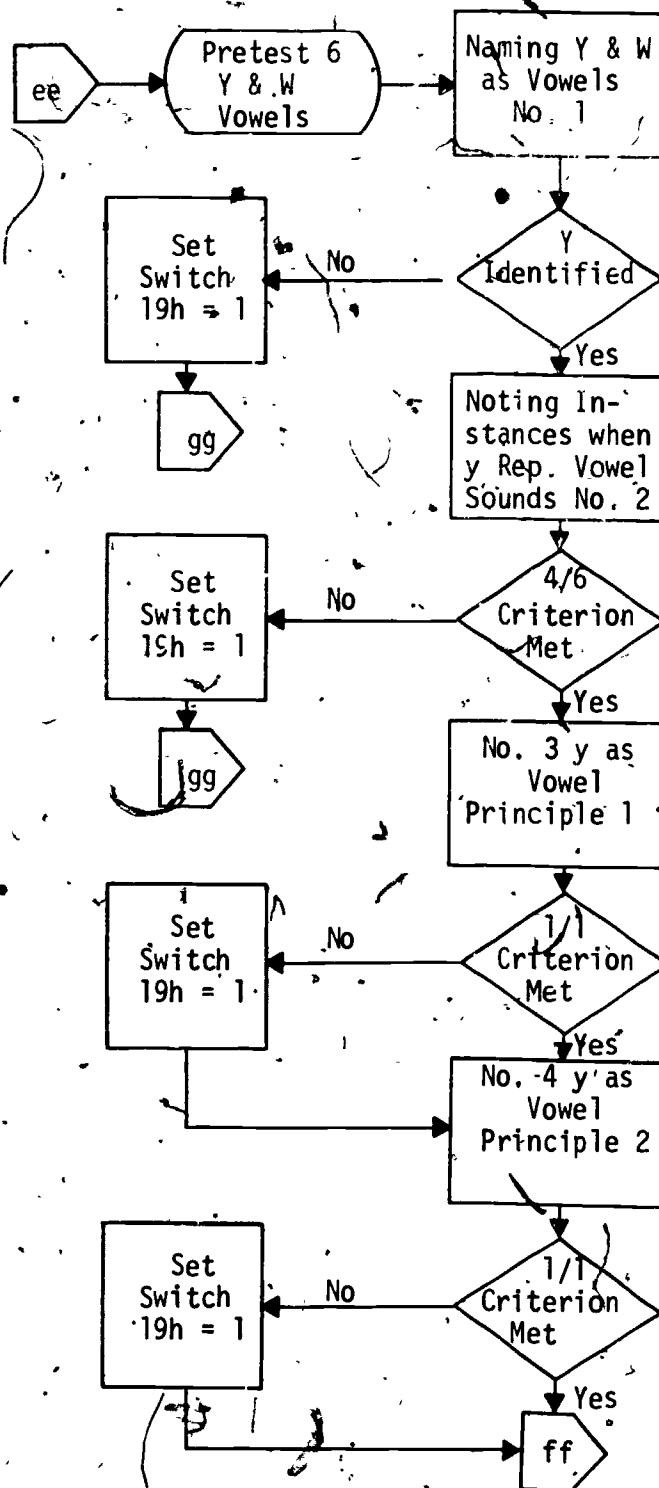 ee
Pretest 6
Y & W
Vowels
Naming Y & W
as Vowels
No. 1
Y
Identified
No
Set
Switch
19h = 1
gg
Yes
Noting In-
stances when
y Rep. Vowel
Sounds No. 2
4/6
Criterion
Met
No
Set
Switch
19h = 1
gg
Yes
No. 3 y as
Vowel
Principle 1
1/1
Criterion
Met
No
Set
Switch
19h = 1
Yes
No. 4 y as
Vowel
Principle 2
1/1
Criterion
Met
No
Set
Switch
19h = 1
Yes
ff